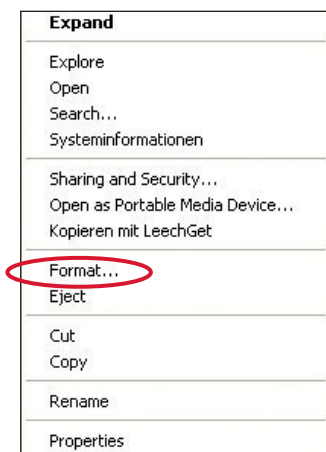 Expand
Explore
Open
Search...
Systeminformationen
Sharing and Security...
Open as Portable Media Device...
Kopieren mit LeechGet
Format...
Eject
Cut
Copy
Rename
Properties